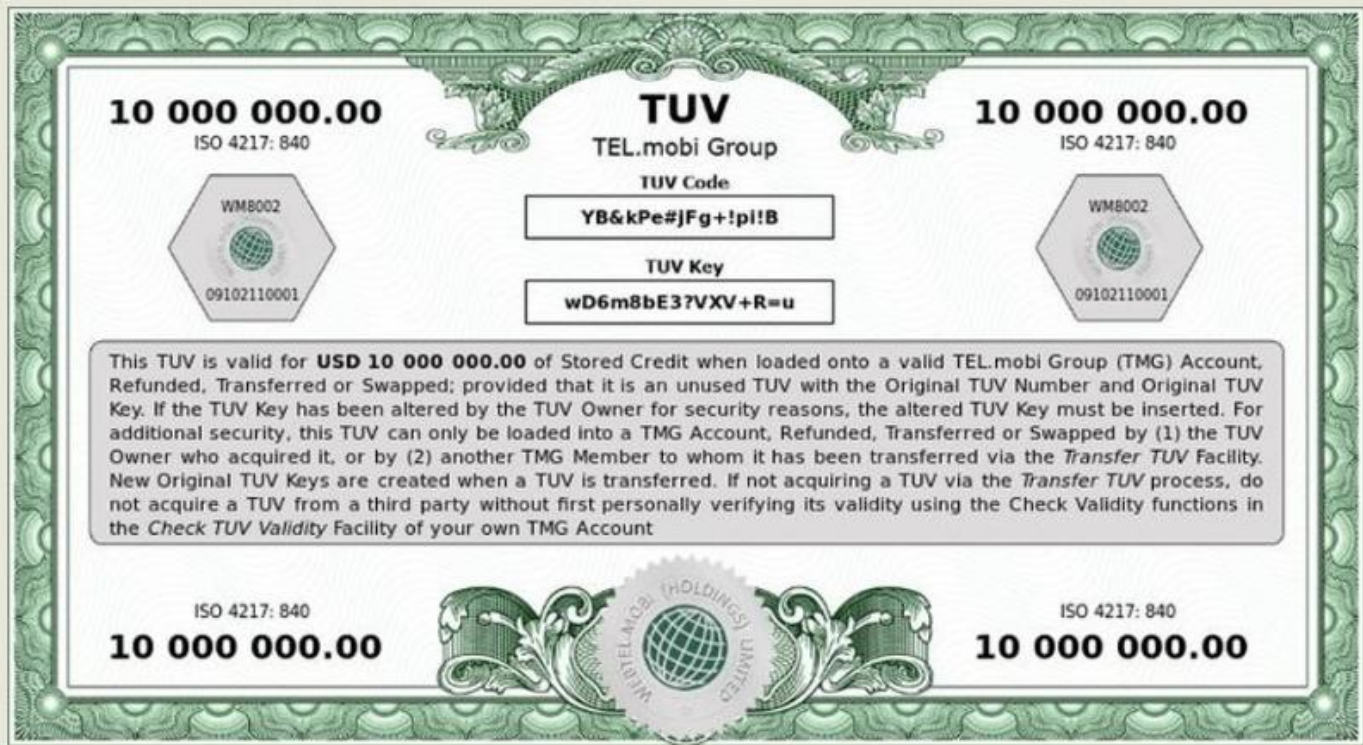 10 000 000.00
ISO 4217: 840
TUV
TEL.mobi Group
10 000 000.00
ISO 4217: 840
TUV Code
YB&kPe#jFg+!pi!B
TUV Key
wD6m8bE3?VXV+R=u
WM8002
09102110001
WM8002
09102110001
This TUV is valid for USD 10 000 000.00 of Stored Credit when loaded onto a valid TEL.mobi Group (TMG) Account,
Refunded, Transferred or Swapped; provided that it is an unused TUV with the Original TUV Number and Original TUV
Key. If the TUV Key has been altered by the TUV Owner for security reasons, the altered TUV Key must be inserted. For
additional security, this TUV can only be loaded into a TMG Account, Refunded, Transferred or Swapped by (1) the TUV
Owner who acquired it, or by (2) another TMG Member to whom it has been transferred via the Transfer TUV Facility.
New Original TUV Keys are created when a TUV is transferred. If not acquiring a TUV via the Transfer TUV process, do
not acquire a TUV from a third party without first personally verifying its validity using the Check Validity functions in
the Check TUV Validity Facility of your own TMG Account
ISO 4217: 840
10 000 000.00
WEBTEL.MOBI (HOLDINGS) LIMITED
ISO 4217: 840
10 000 000.00